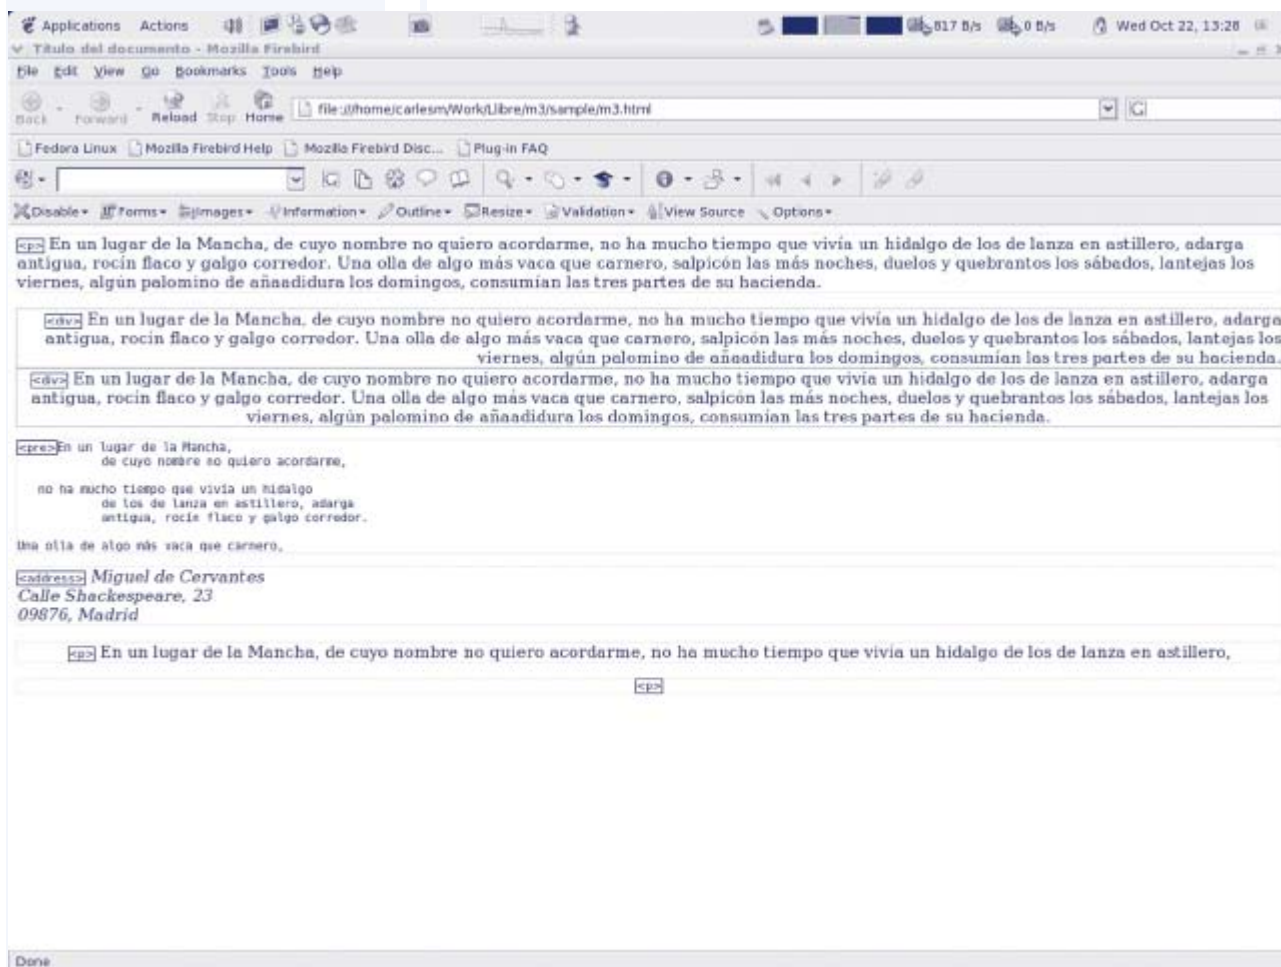 Applications Actions 817 B/s 0 B/s Wed Oct 22, 13:28
Título del documento - Mozilla Firebird
File Edit View Go Bookmarks Tools Help
Back Forward Reload Stop Home file:///home/carlesm/Work/Llibre/m3/sample/m3.html
Fedora Linux Mozilla Firebird Help Mozilla Firebird Disc... Plug-in FAQ
Disable Forms Images Information Outline Resize Validation View Source Options
<p> En un lugar de la Mancha, de cuyo nombre no quiero acordarme, no ha mucho tiempo que vivía un hidalgo de los de lanza en astillero, adarga
antigua, rocín flaco y galgo corredor. Una olla de algo más vaca que carnero, salpicón las más noches, duelos y quebrantos los sábados, lantejas los
viernes, algún palomino de añaadidura los domingos, consumían las tres partes de su hacienda.
<div> En un lugar de la Mancha, de cuyo nombre no quiero acordarme, no ha mucho tiempo que vivía un hidalgo de los de lanza en astillero, adarga
antigua, rocín flaco y galgo corredor. Una olla de algo más vaca que carnero, salpicón las más noches, duelos y quebrantos los sábados, lantejas los
viernes, algún palomino de añaadidura los domingos, consumían las tres partes de su hacienda.
<div> En un lugar de la Mancha, de cuyo nombre no quiero acordarme, no ha mucho tiempo que vivía un hidalgo de los de lanza en astillero, adarga
antigua, rocín flaco y galgo corredor. Una olla de algo más vaca que carnero, salpicón las más noches, duelos y quebrantos los sábados, lantejas los
viernes, algún palomino de añaadidura los domingos, consumían las tres partes de su hacienda.
<pre>En un lugar de la Mancha,
de cuyo nombre no quiero acordarme,
no ha mucho tiempo que vivía un hidalgo
de los de lanza en astillero, adarga
antigua, rocín flaco y galgo corredor.
Una olla de algo más vaca que carnero,
<address> Miguel de Cervantes
Calle Shackespeare, 23
09876, Madrid
<p> En un lugar de la Mancha, de cuyo nombre no quiero acordarme, no ha mucho tiempo que vivía un hidalgo de los de lanza en astillero,
<p>
Done